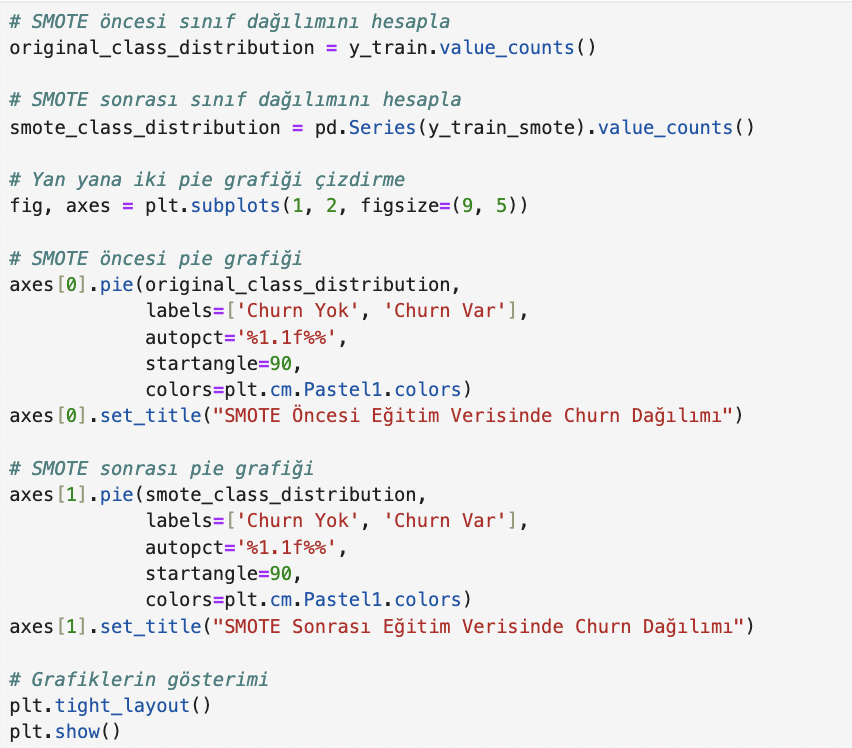 # SMOTE öncesi sınıf dağılımını hesapla
original_class_distribution = y_train.value_counts()
# SMOTE sonrası sınıf dağılımını hesapla
smote_class_distribution = pd.Series(y_train_smote).value_counts()
# Yan yana iki pie grafiği çizdirme
fig, axes = plt.subplots(1, 2, figsize=(9, 5))
# SMOTE öncesi pie grafiği
axes[0].pie(original_class_distribution,
labels=['Churn Yok', 'Churn Var'],
autopct='%1.1f%%',
startangle=90,
colors=plt.cm.Pastel1.colors)
axes[0].set_title("SMOTE Öncesi Eğitim Verisinde Churn Dağılımı")
# SMOTE sonrası pie grafiği
axes[1].pie(smote_class_distribution,
labels=['Churn Yok', 'Churn Var'],
autopct='%1.1f%%',
startangle=90,
colors=plt.cm.Pastel1.colors)
axes[1].set_title("SMOTE Sonrası Eğitim Verisinde Churn Dağılımı")
# Grafiklerin gösterimi
plt.tight_layout()
plt.show()